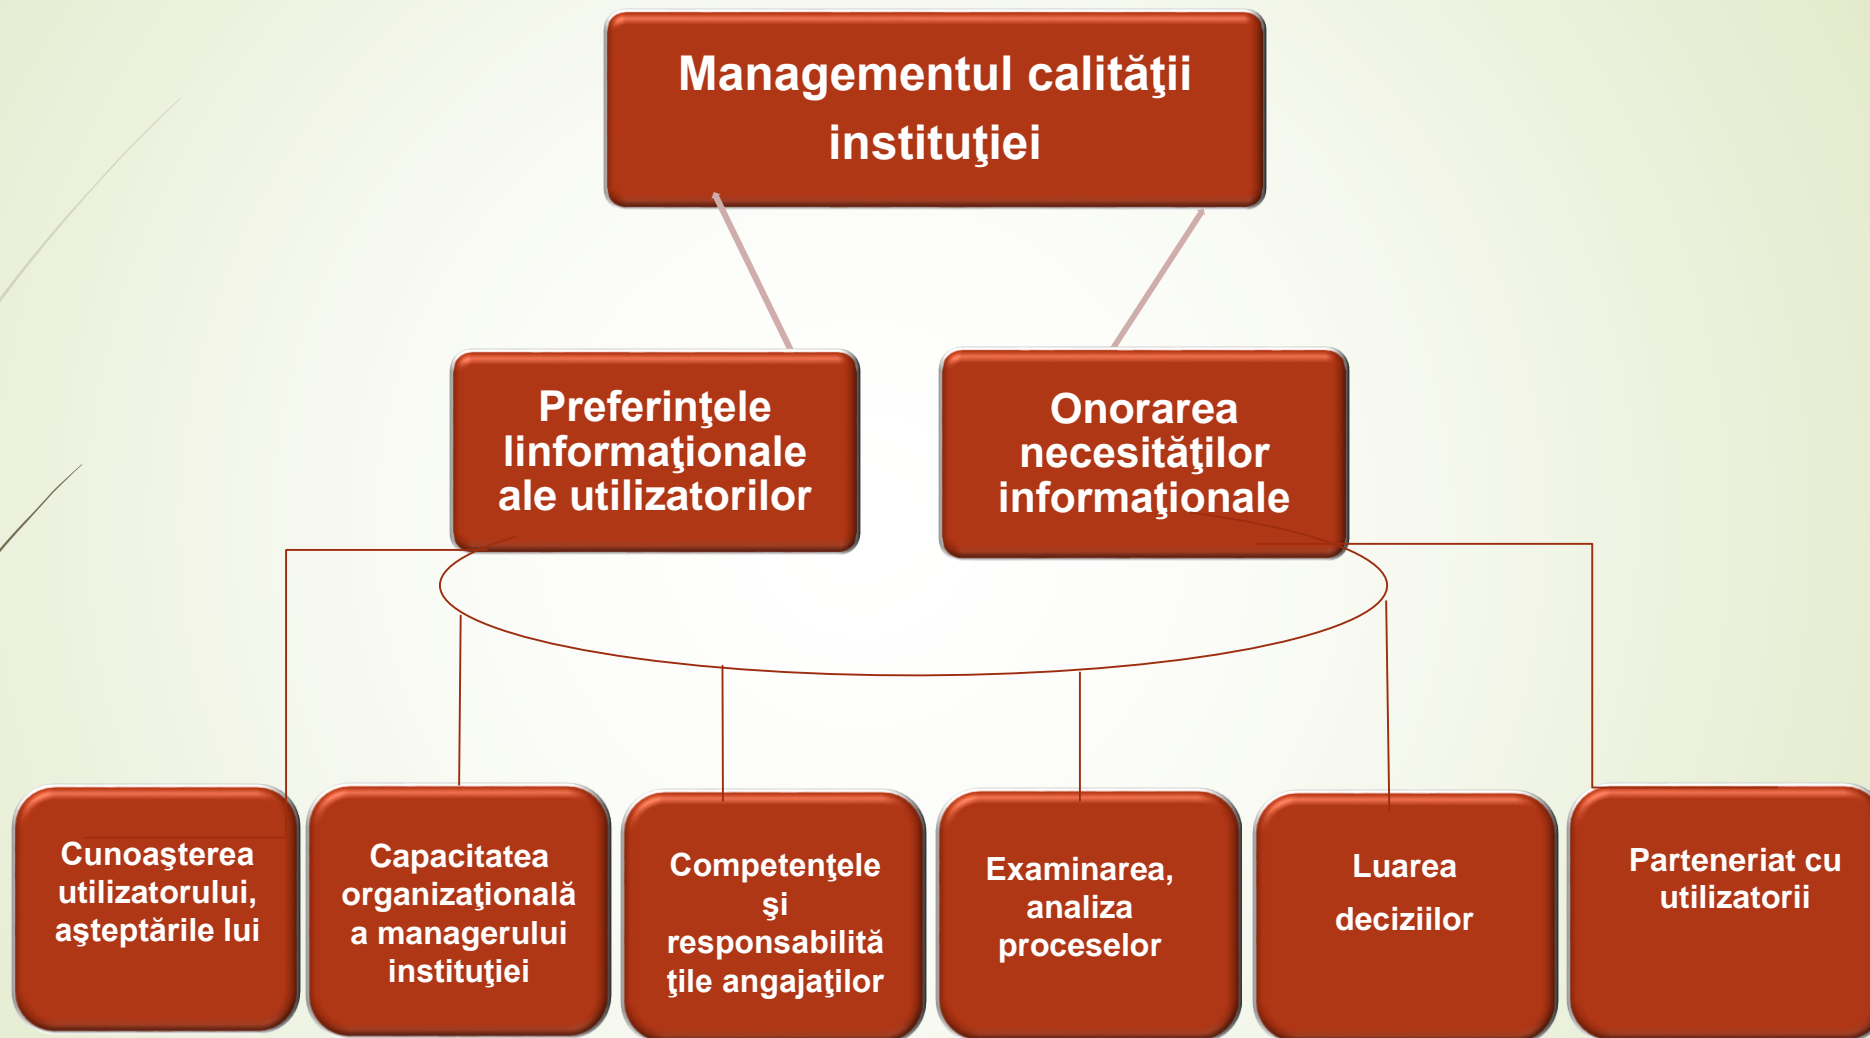 Managementul calităţii
instituţiei
Preferinţele
linformaţionale
ale utilizatorilor
Onorarea
necesităţilor
informaţionale
Cunoaşterea
utilizatorului,
aşteptările lui
Capacitatea
organizaţională
a managerului
instituţiei
Competenţele
şi
responsabilită
ţile angajaţilor
Examinarea,
analiza
proceselor
Luarea
deciziilor
Parteneriat cu
utilizatorii